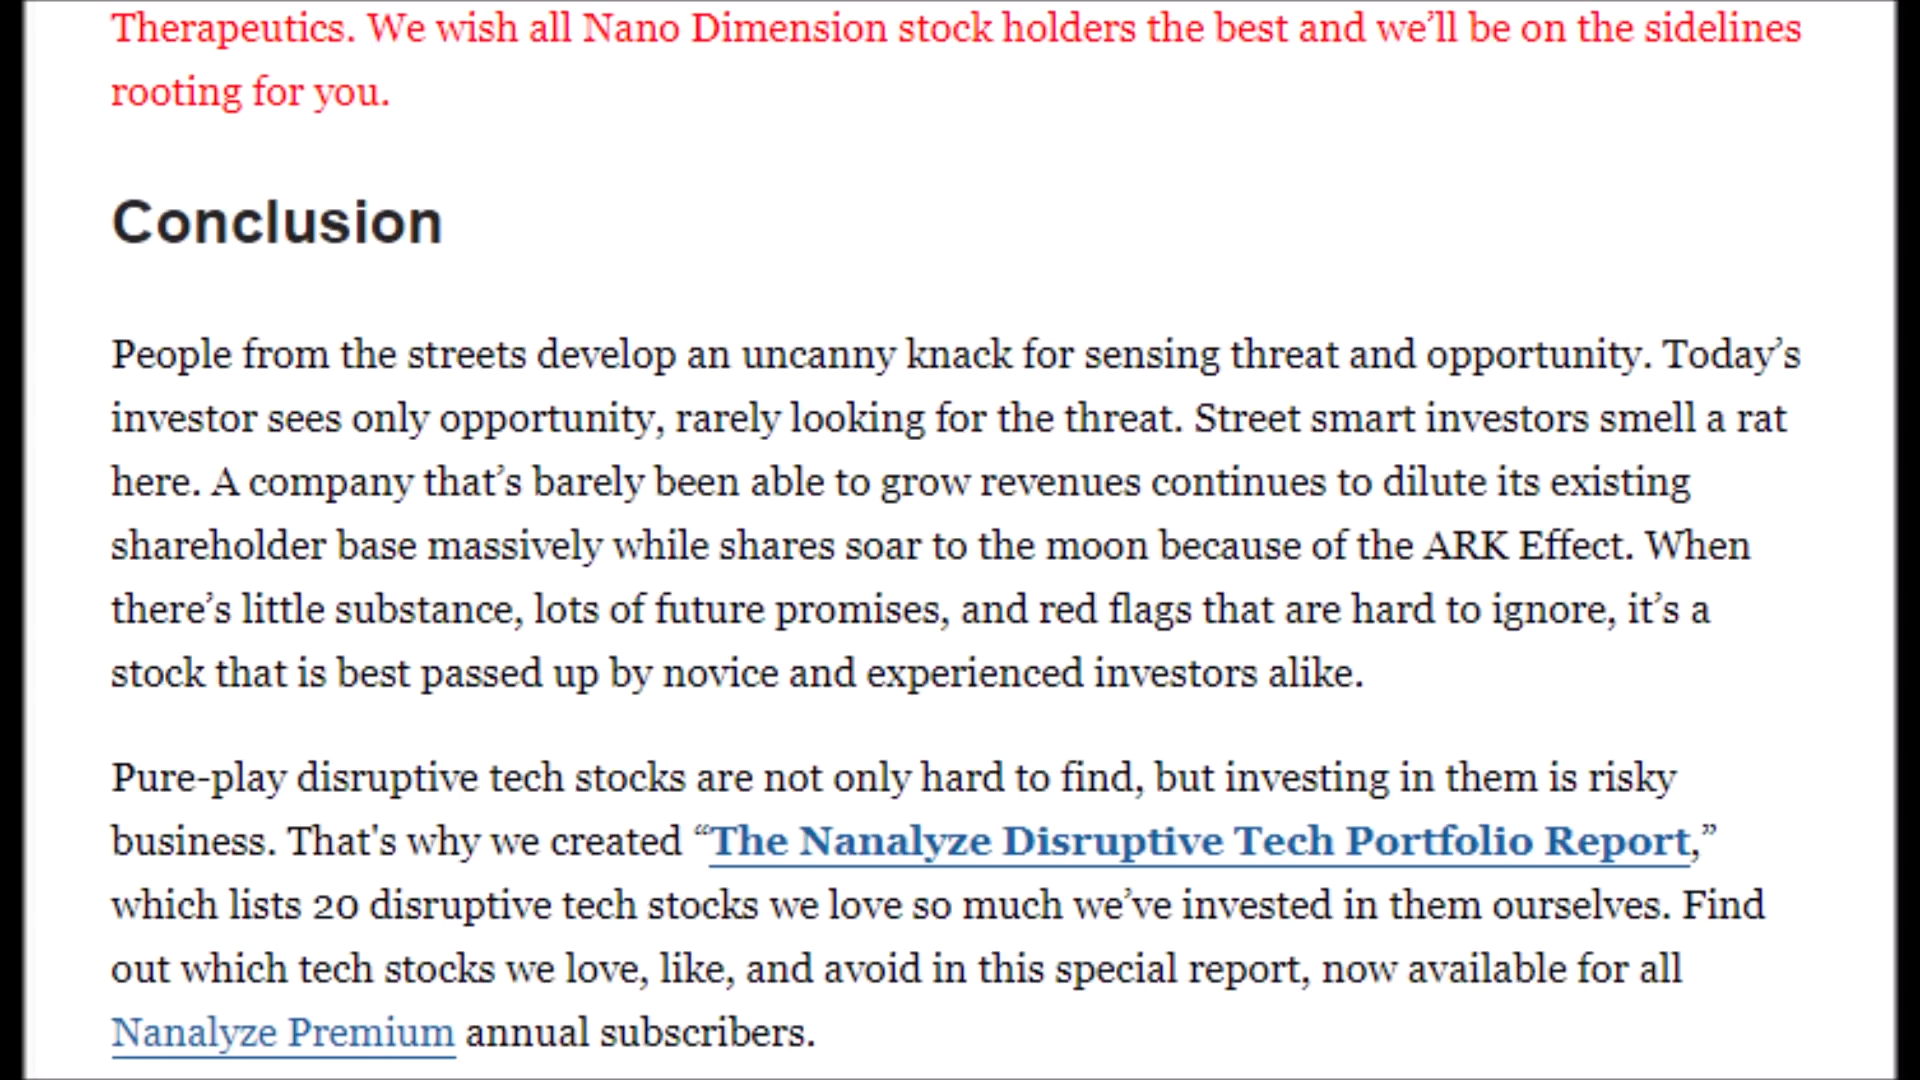 Therapeutics. We wish all Nano Dimension stock holders the best and we’ll be on the sidelines
rooting for you.
Conclusion
People from the streets develop an uncanny knack for sensing threat and opportunity. Today’s
investor sees only opportunity, rarely looking for the threat. Street smart investors smell a rat
here. A company that’s barely been able to grow revenues continues to dilute its existing
shareholder base massively while shares soar to the moon because of the ARK Effect. When
there’s little substance, lots of future promises, and red flags that are hard to ignore, it’s a
stock that is best passed up by novice and experienced investors alike.
Pure-play disruptive tech stocks are not only hard to find, but investing in them is risky
business. That's why we created “The Nanalyze Disruptive Tech Portfolio Report,”
which lists 20 disruptive tech stocks we love so much we’ve invested in them ourselves. Find
out which tech stocks we love, like, and avoid in this special report, now available for all
Nanalyze Premium annual subscribers.